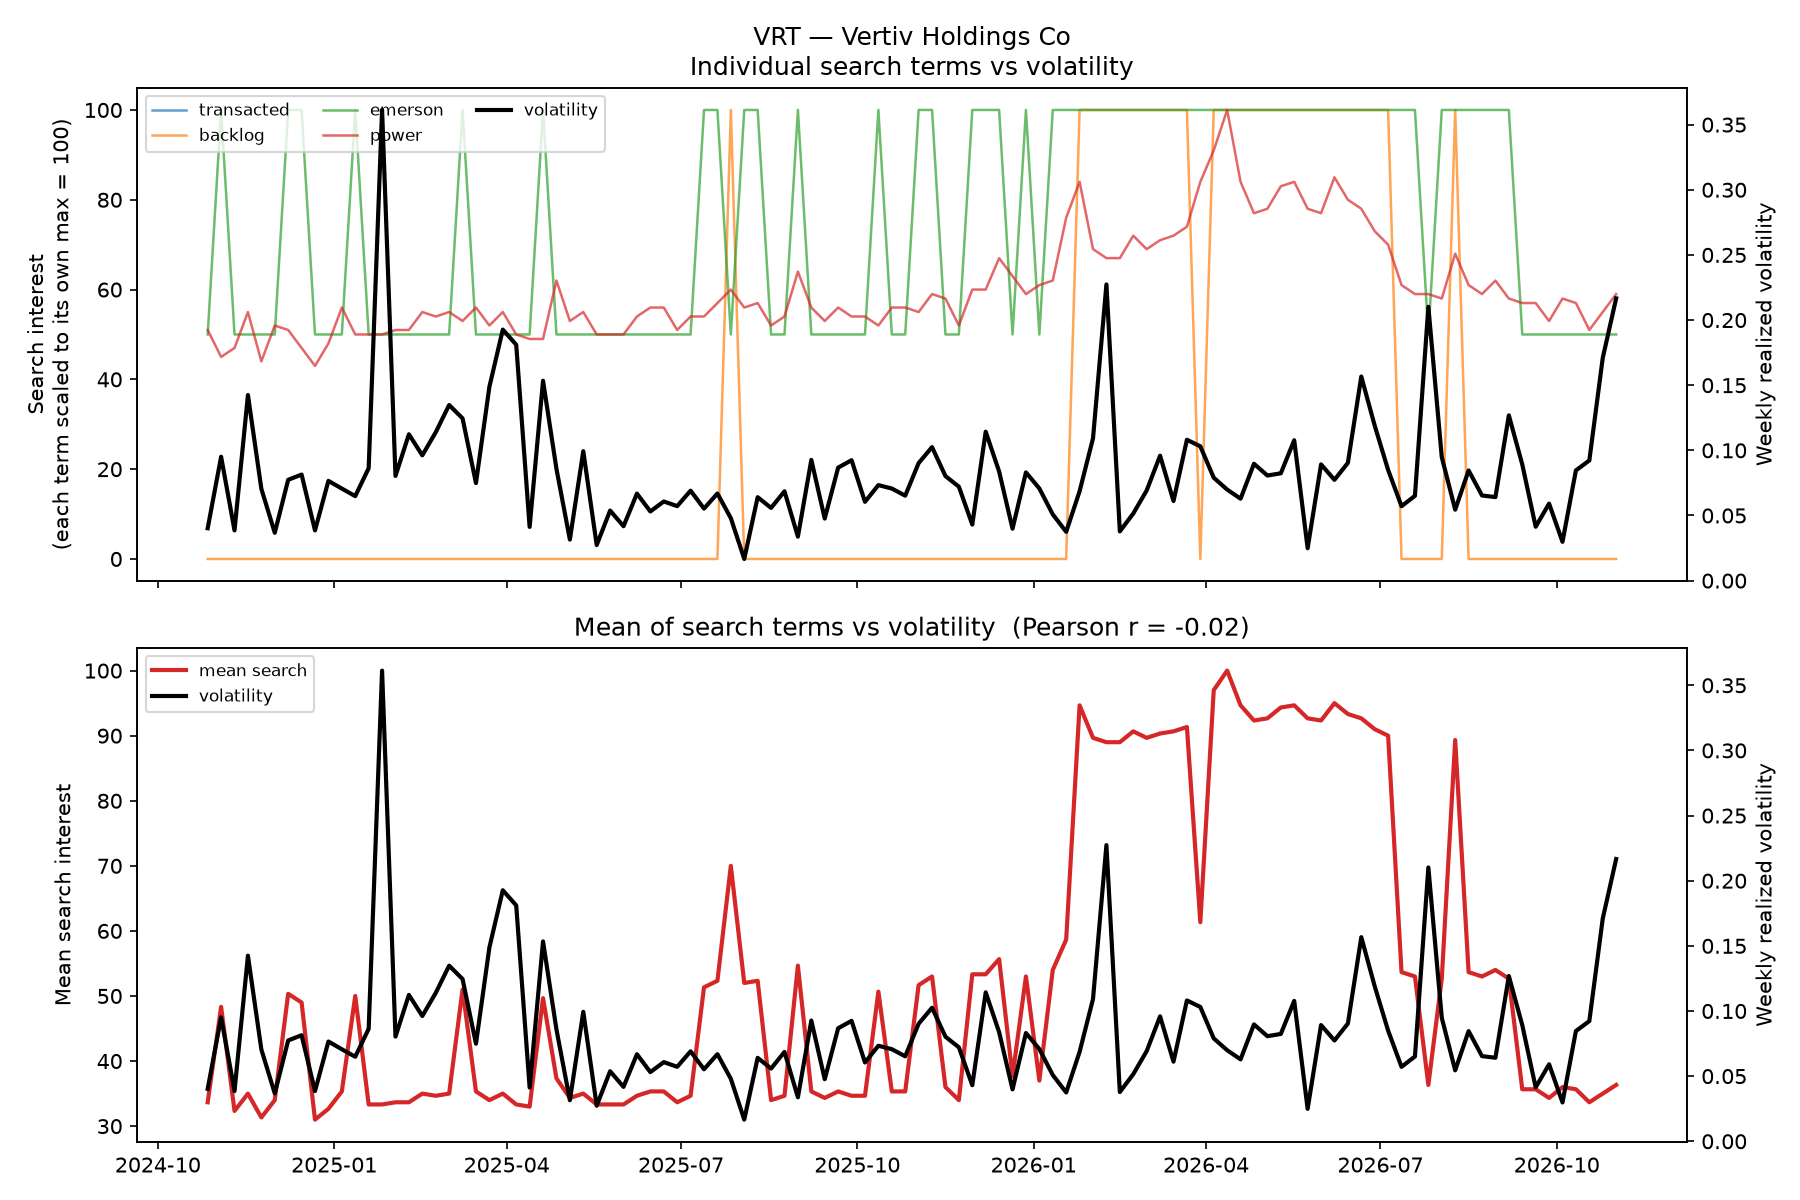 VRT — Vertiv Holdings Co
Individual search terms vs volatility
transacted
backlog
emerson
power
volatility
Search interest
(each term scaled to its own max = 100)
100
80
60
40
20
0
0.35
0.30
0.25
0.20
0.15
0.10
0.05
0.00
Weekly realized volatility
Mean of search terms vs volatility (Pearson r = -0.02)
mean search
volatility
Mean search interest
100
90
80
70
60
50
40
30
0.35
0.30
0.25
0.20
0.15
0.10
0.05
0.00
Weekly realized volatility
2024-10
2025-01
2025-04
2025-07
2025-10
2026-01
2026-04
2026-07
2026-10